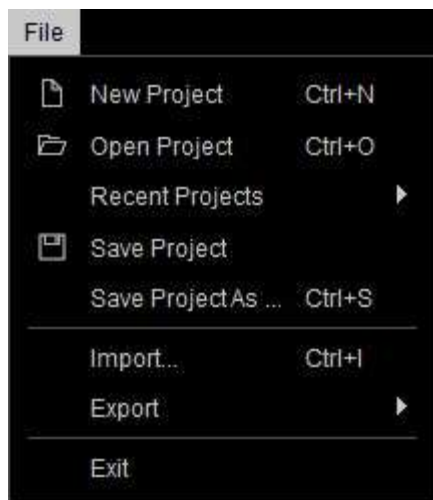 File
New Project Ctrl+N
Open Project Ctrl+O
Recent Projects
Save Project
Save Project As ... Ctrl+S
Import... Ctrl+I
Export
Exit